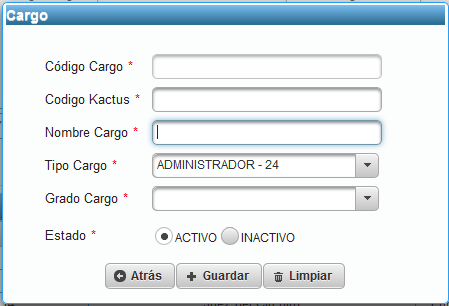 Cargo
Código Cargo *
Codigo Kactus *
Nombre Cargo *
Tipo Cargo * ADMINISTRADOR - 24
Grado Cargo *
Estado * ACTIVO INACTIVO
Atrás Guardar Limpiar